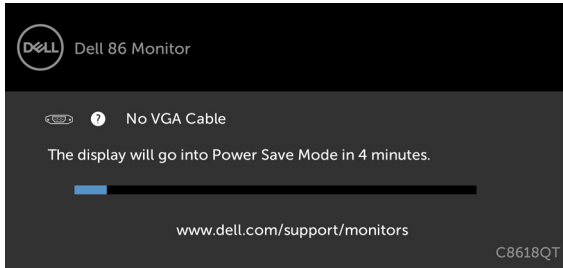 DELL
Dell 86 Monitor
? No VGA Cable
The display will go into Power Save Mode in 4 minutes.
www.dell.com/support/monitors
C8618QT